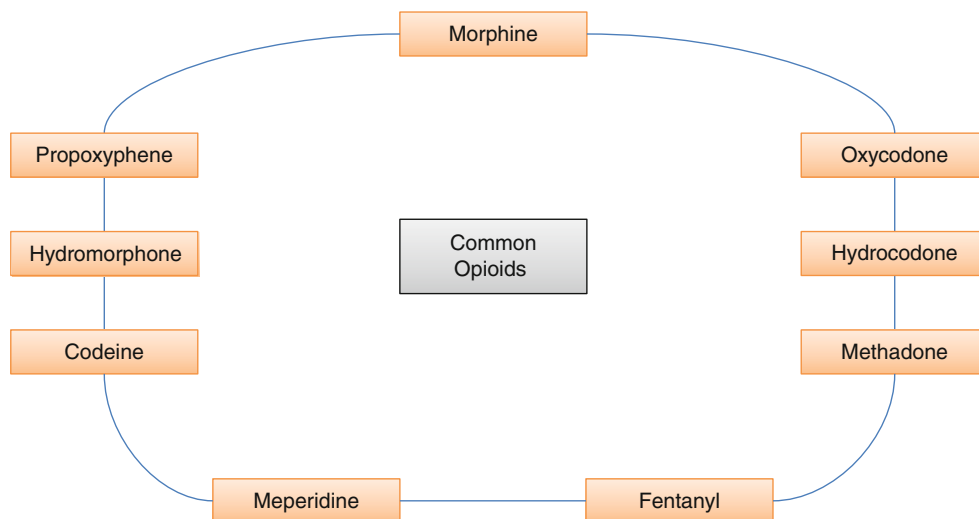 Morphine
Propoxyphene
Oxycodone
Hydromorphone
Common
Opioids
Hydrocodone
Codeine
Methadone
Meperidine
Fentanyl